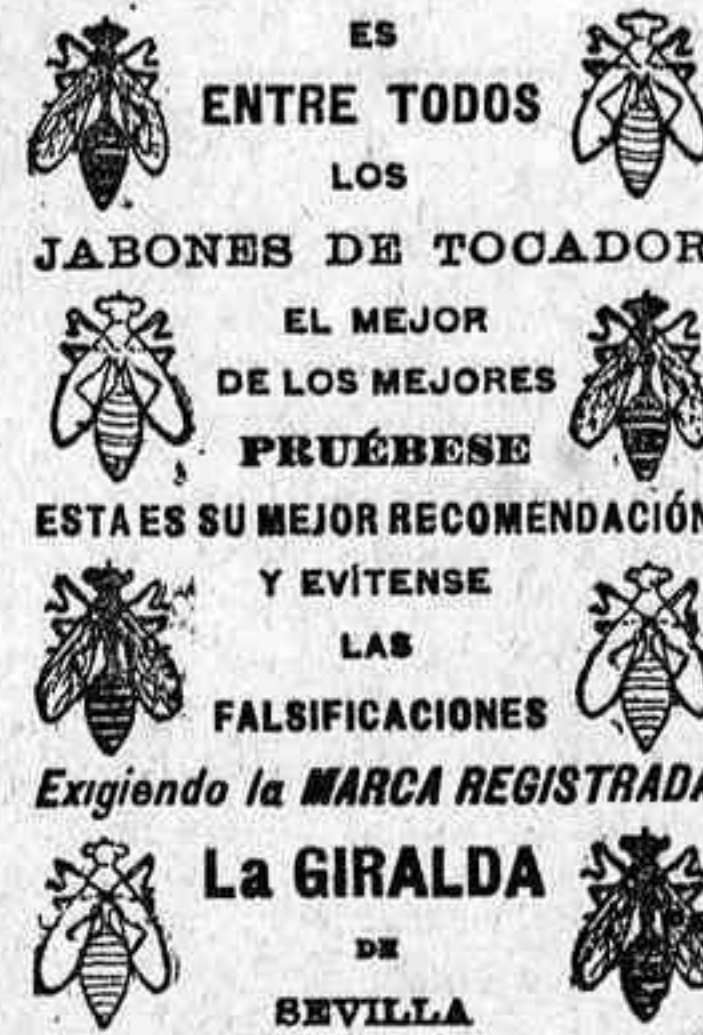 ES
ENTRE TODOS
LOS
JABONES DE TOCADOR
EL MEJOR
DE LOS MEJORES
PRUÉBESE
ESTA ES SU MEJOR RECOMENDACIÓN
Y EVÍTENSE
LAS
FALSIFICACIONES
Exigiendo la MARCA REGISTRADA
La GIRALDA
DE
SEVILLA